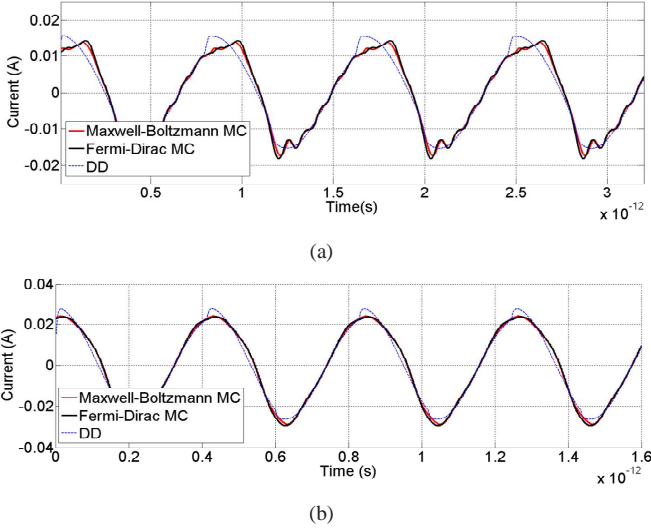 0.02
0.01
0
-0.01
-0.02
Current (A)
Maxwell-Boltzmann MC
Fermi-Dirac MC
DD
0.5 1 1.5 2 2.5 3
Time(s)
x 10-12
(a)
0.04
0.02
0
-0.02
-0.04
Current (A)
Maxwell-Boltzmann MC
Fermi-Dirac MC
DD
0 0.2 0.4 0.6 0.8 1.0 1.2 1.4 1.6
Time (s)
x 10-12
(b)